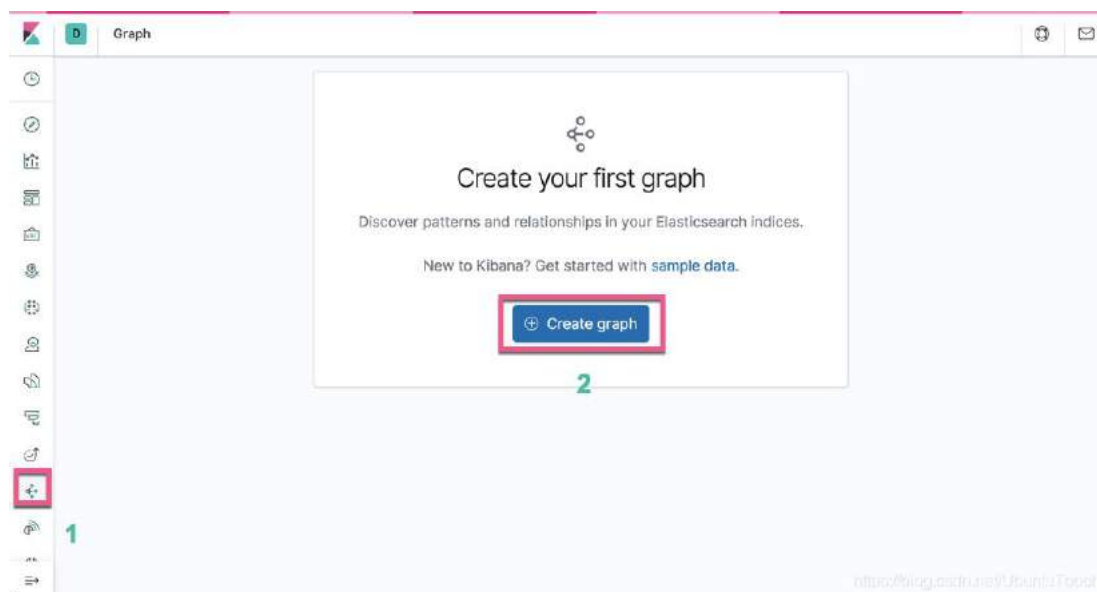 D Graph
Create your first graph
Discover patterns and relationships in your Elasticsearch indices.
New to Kibana? Get started with sample data.
Create graph
2
1